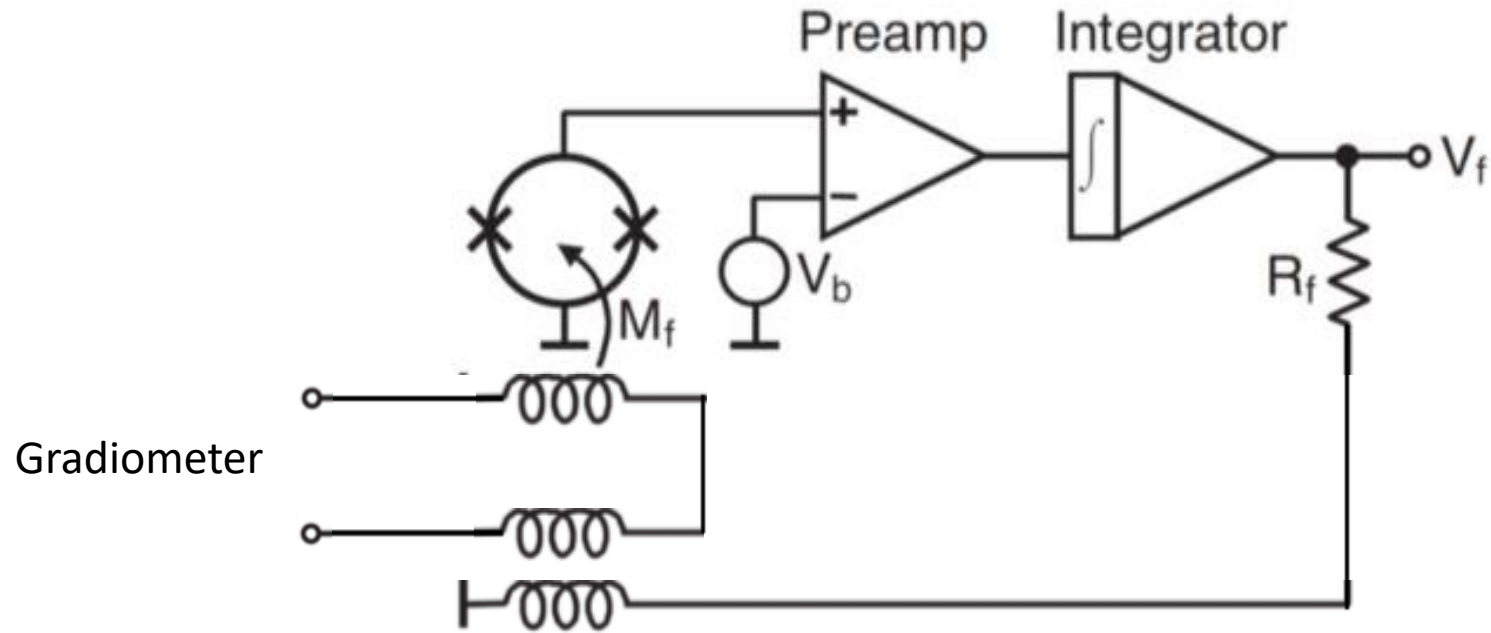 Preamp
Integrator
+
−
∫
V_f
V_b
R_f
M_f
Gradiometer